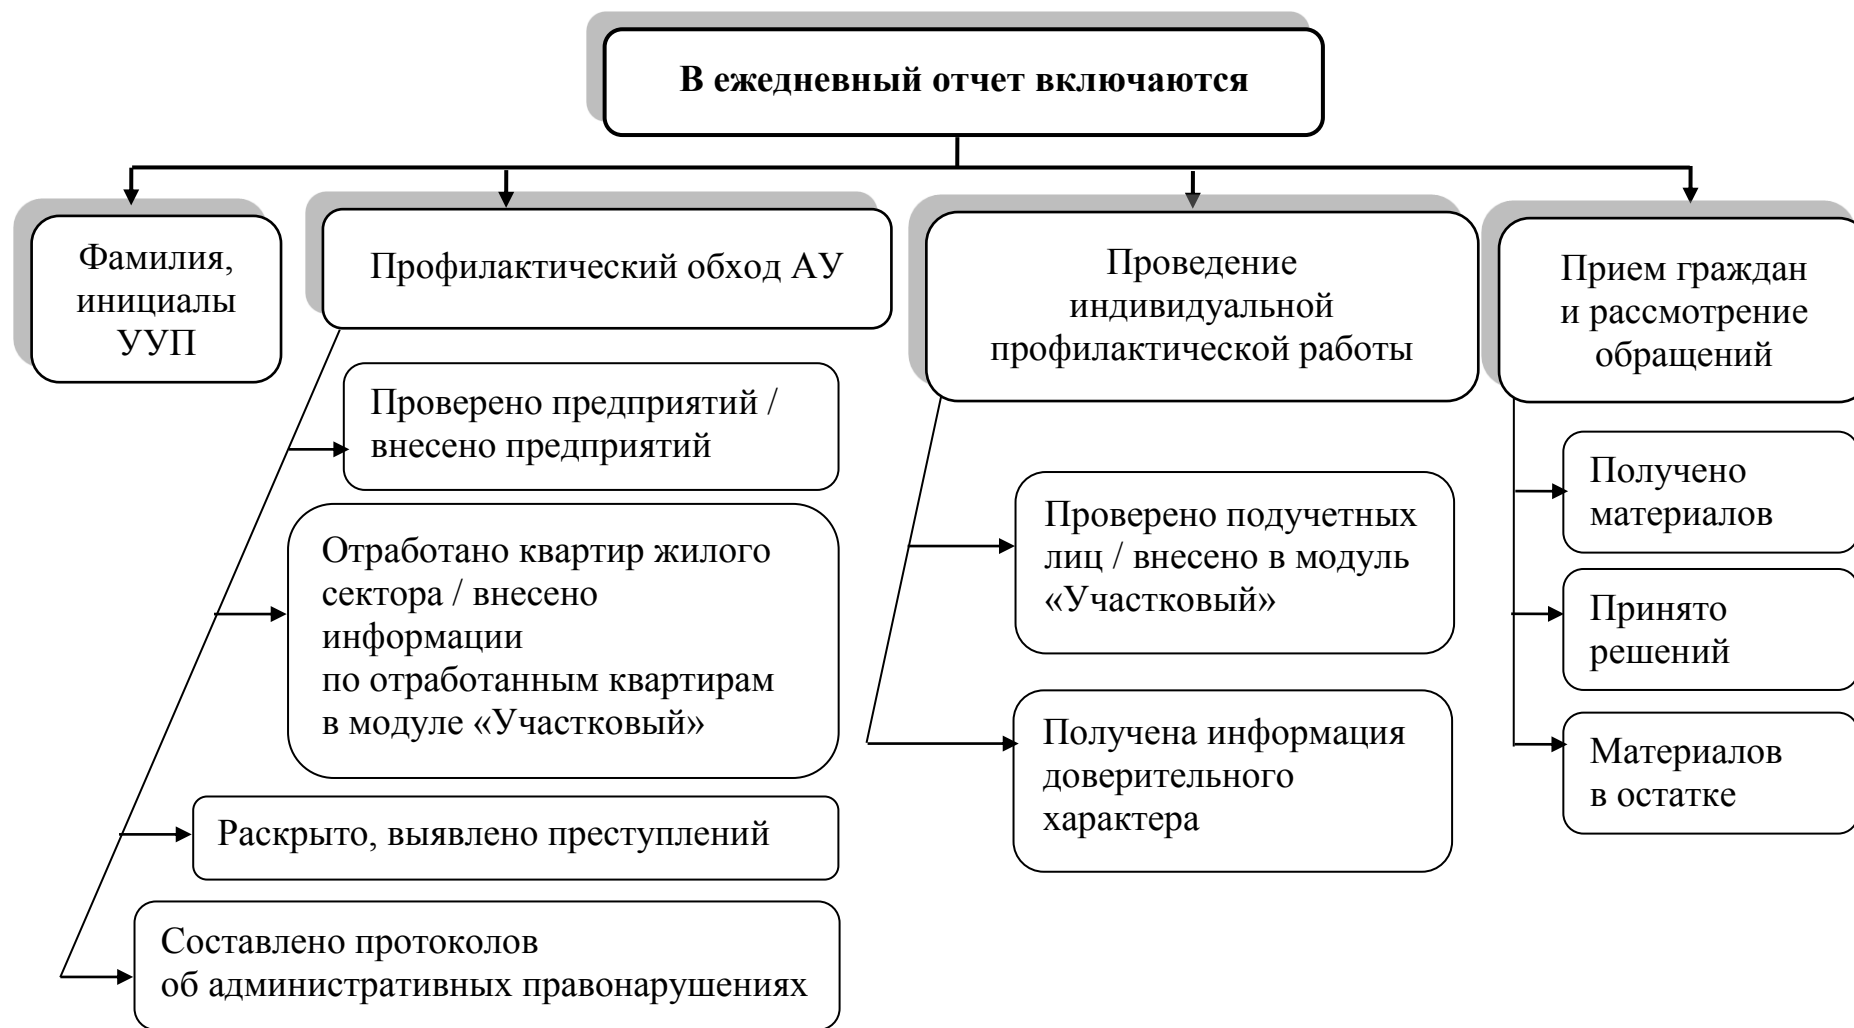 В ежедневный отчет включаются
Фамилия,
инициалы
УУП
Профилактический обход АУ
Проверено предприятий /
внесено предприятий
Отработано квартир жилого
сектора / внесено
информации
по отработанным квартирам
в модуле «Участковый»
Раскрыто, выявлено преступлений
Составлено протоколов
об административных правонарушениях
Проведение
индивидуальной
профилактической работы
Проверено подучетных
лиц / внесено в модуль
«Участковый»
Получена информация
доверительного
характера
Прием граждан
и рассмотрение
обращений
Получено
материалов
Принято
решений
Материалов
в остатке